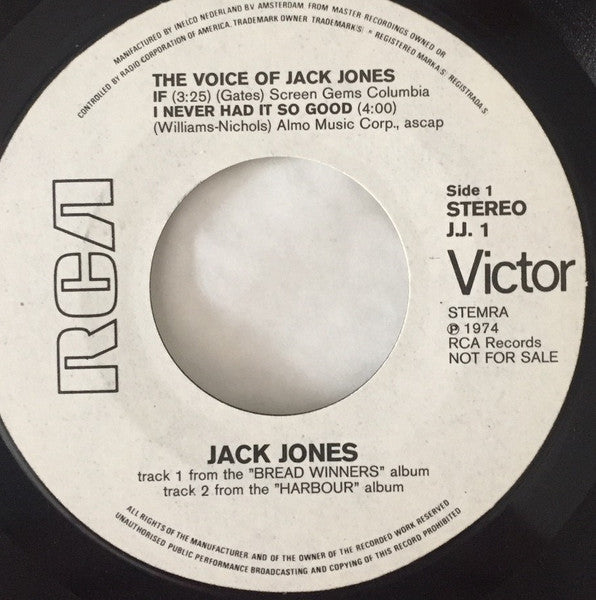 MANUFACTURED BY INELCO NEDERLAND BV AMSTERDAM, FROM MASTER RECORDINGS OWNED OR
CONTROLLED BY RADIO CORPORATION OF AMERICA, TRADEMARK OWNER. TRADEMARK(S) ® REGISTERED MARKA(S) REGISTRADA(S)
THE VOICE OF JACK JONES
IF (3:25) (Gates) Screen Gems Columbia
I NEVER HAD IT SO GOOD (4:00)
(Williams-Nichols) Almo Music Corp., ascap
RCA
Side 1
STEREO
J.J. 1
Victor
STEMRA
℗ 1974
RCA Records
NOT FOR SALE
JACK JONES
track 1 from the "BREAD WINNERS" album
track 2 from the "HARBOUR" album
ALL RIGHTS OF THE MANUFACTURER AND OF THE OWNER OF THE RECORDED WORK RESERVED
UNAUTHORISED PUBLIC PERFORMANCE BROADCASTING AND COPYING OF THIS RECORD PROHIBITED